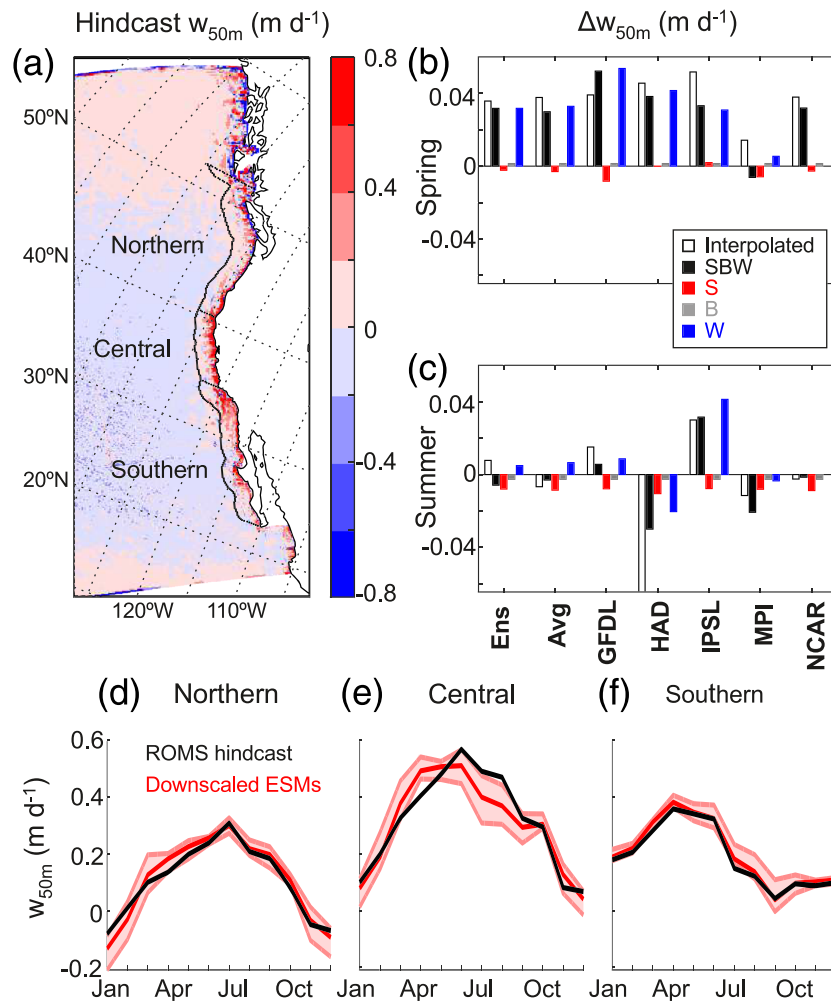 Hindcast w50m (m d-1)
Δw50m (m d-1)
(a)
50ºN
40ºN
30ºN
20ºN
Northern
Central
Southern
120ºW
110ºW
0.8
0.4
0
-0.4
-0.8
(b)
Spring
0.04
0
-0.04
Interpolated
SBW
S
B
W
(c)
Summer
0.04
0
-0.04
Ens
Avg
GFDL
HAD
IPSL
MPI
NCAR
(d) Northern
(e) Central
(f) Southern
ROMS hindcast
Downscaled ESMs
w50m (m d-1)
0.6
0.4
0.2
0
-0.2
Jan Apr Jul Oct
Jan Apr Jul Oct
Jan Apr Jul Oct